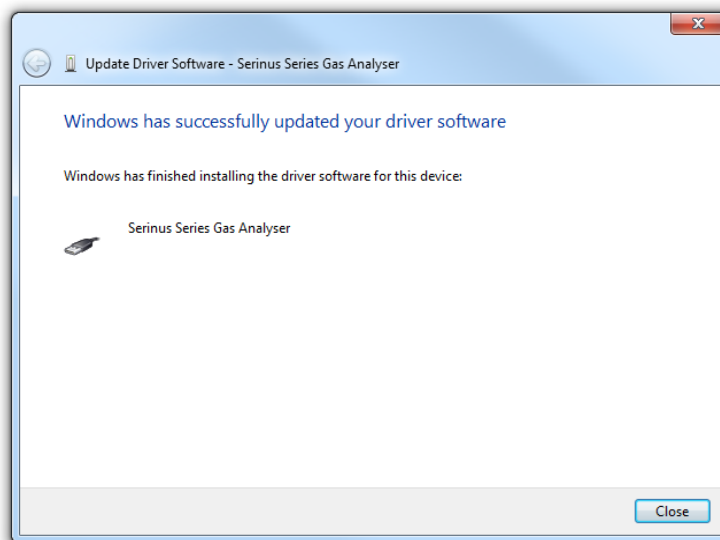 Update Driver Software - Serinus Series Gas Analyser
Windows has successfully updated your driver software
Windows has finished installing the driver software for this device:
Serinus Series Gas Analyser
Close